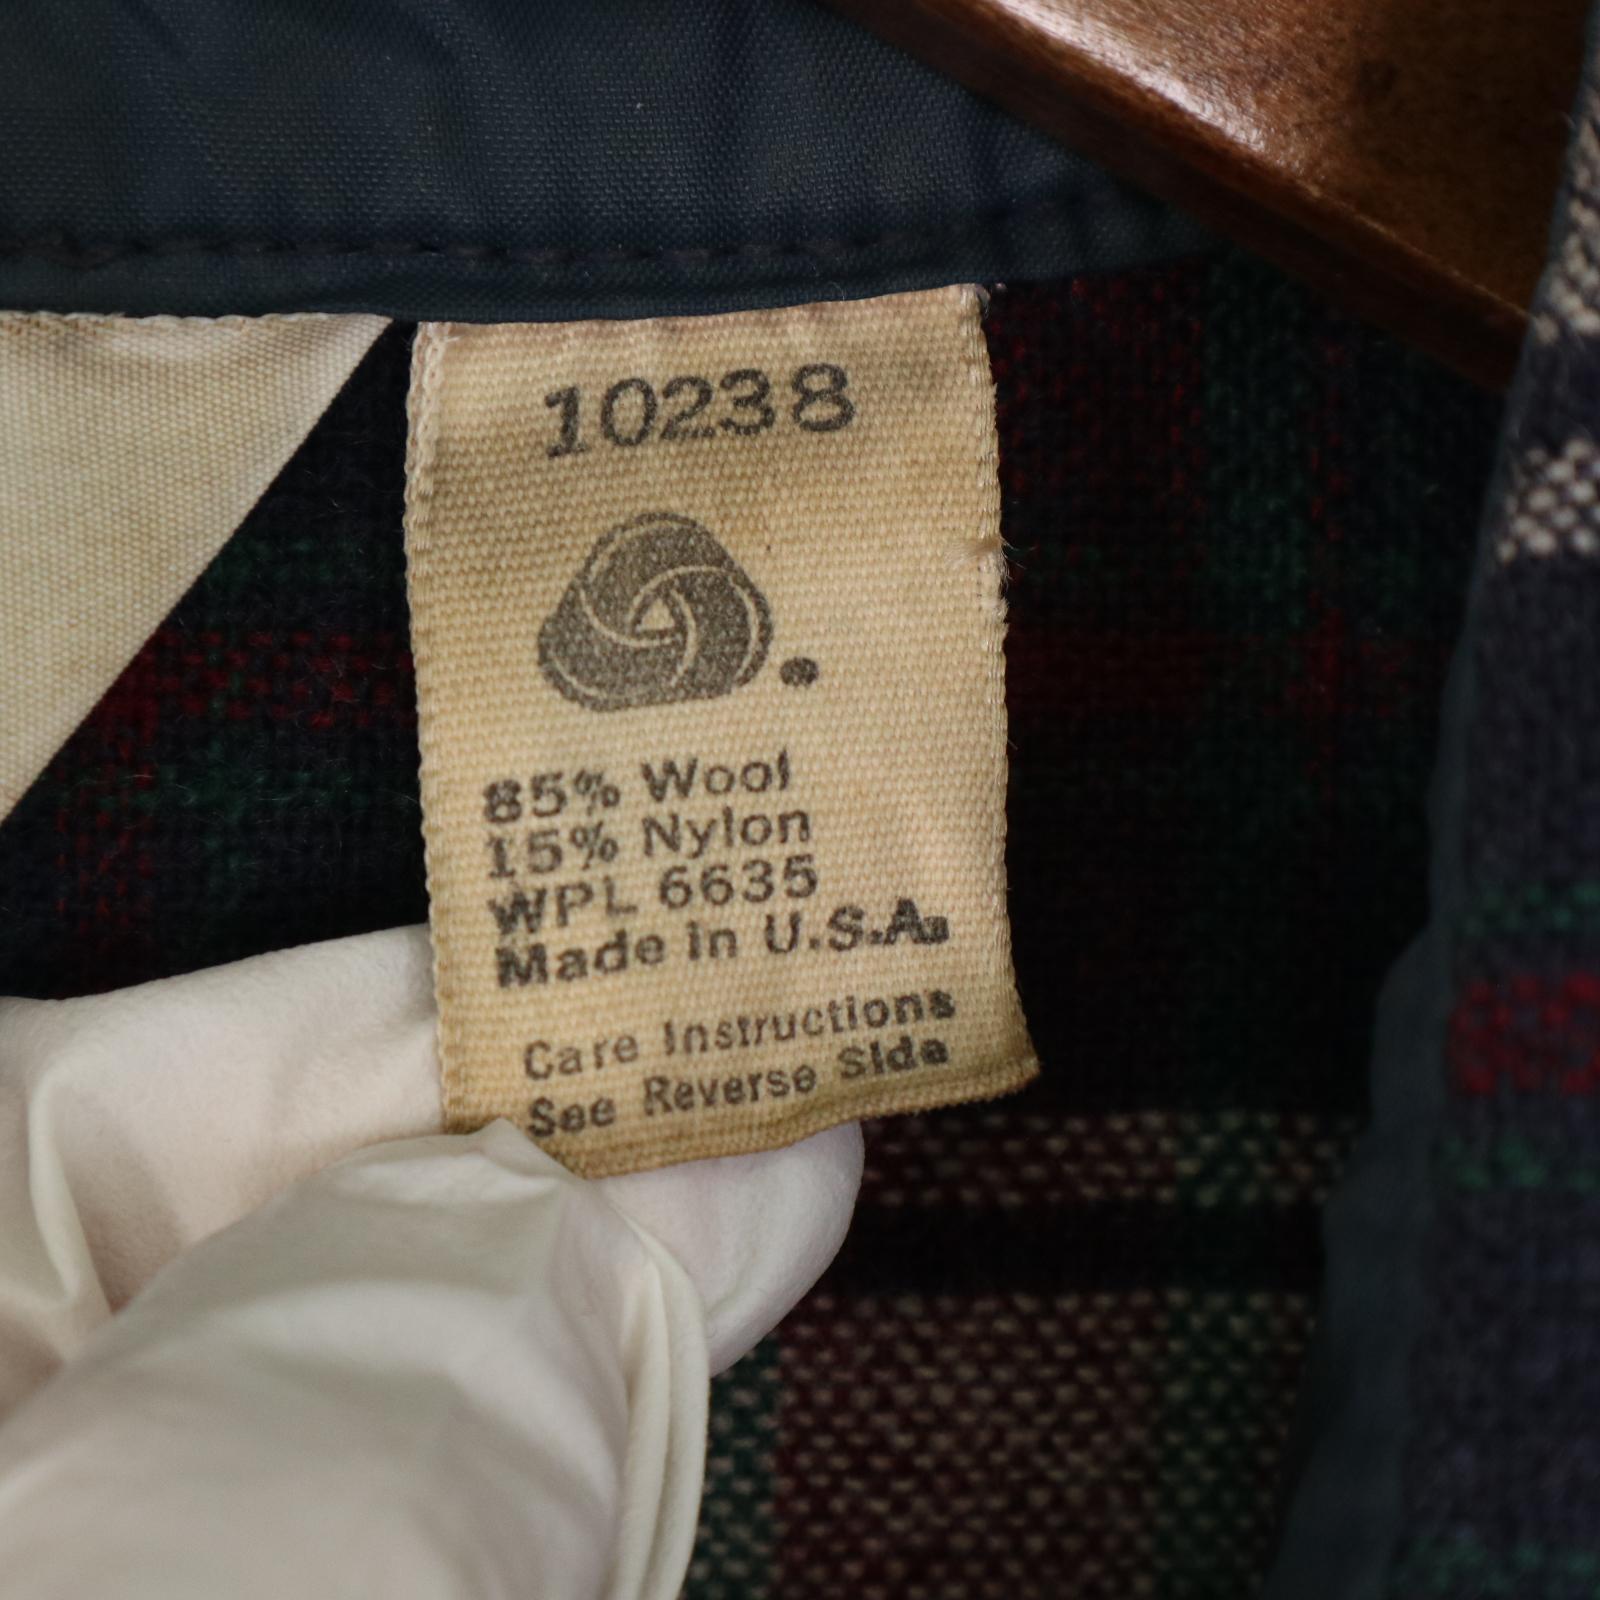 10238
85% Wool
15% Nylon
WPL 6635
Made in U.S.A.
Care Instructions
See Reverse Side